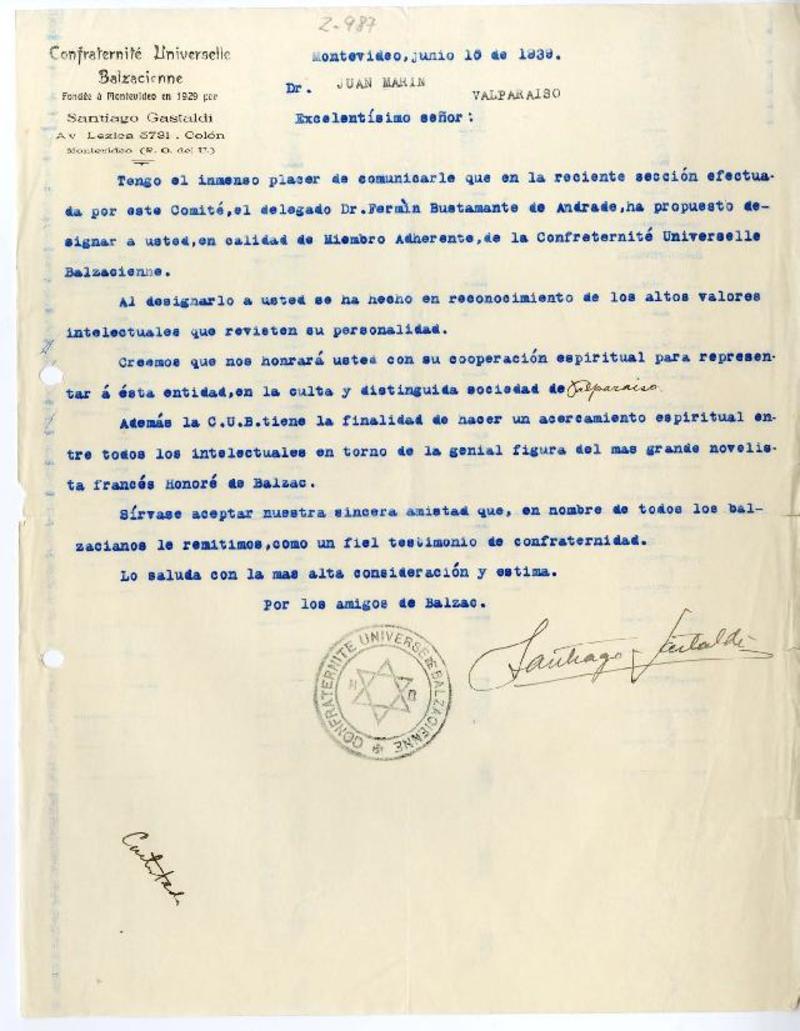 2-987
Confraternité Universelle
Balzacienne
Fondée à Montevideo en 1929 par
Santiago Gastaldi
Av Lezica 5791 . Colón
Montevideo (R. O. del U.)
Montevideo, junio 15 de 1939.
Dr. JUAN MARIN
VALPARAISO
Excelentísimo señor:
Tengo el inmenso placer de comunicarle que en la reciente sección efectua-
da por este Comité,el delegado Dr.Fermìn Bustamante de Andrade,ha propuesto de-
signar a usted,en calidad de Miembro Adherente,de la Confraternité Universelle
Balzacienne.
Al designarlo a usted se ha hecho en reconocimiento de los altos valores
intelectuales que revisten su personalidad.
Creemos que nos honrará usted con su cooperación espiritual para represen-
tar á ésta entidad,en la culta y distinguida sociedad de Valparaiso.
Además la C.U.B.tiene la finalidad de hacer un acercamiento espiritual en-
tre todos los intelectuales en torno de la genial figura del mas grande novelis-
ta francés Honoré de Balzac.
Sírvase aceptar nuestra sincera amistad que, en nombre de todos los bal-
zacianos le remitimos,como un fiel testimonio de confraternidad.
Lo saluda con la mas alta consideración y estima.
Por los amigos de Balzac.
Santiago Gastaldi
CONFRATERNITE UNIVERSELLE BALZACIENNE
H B